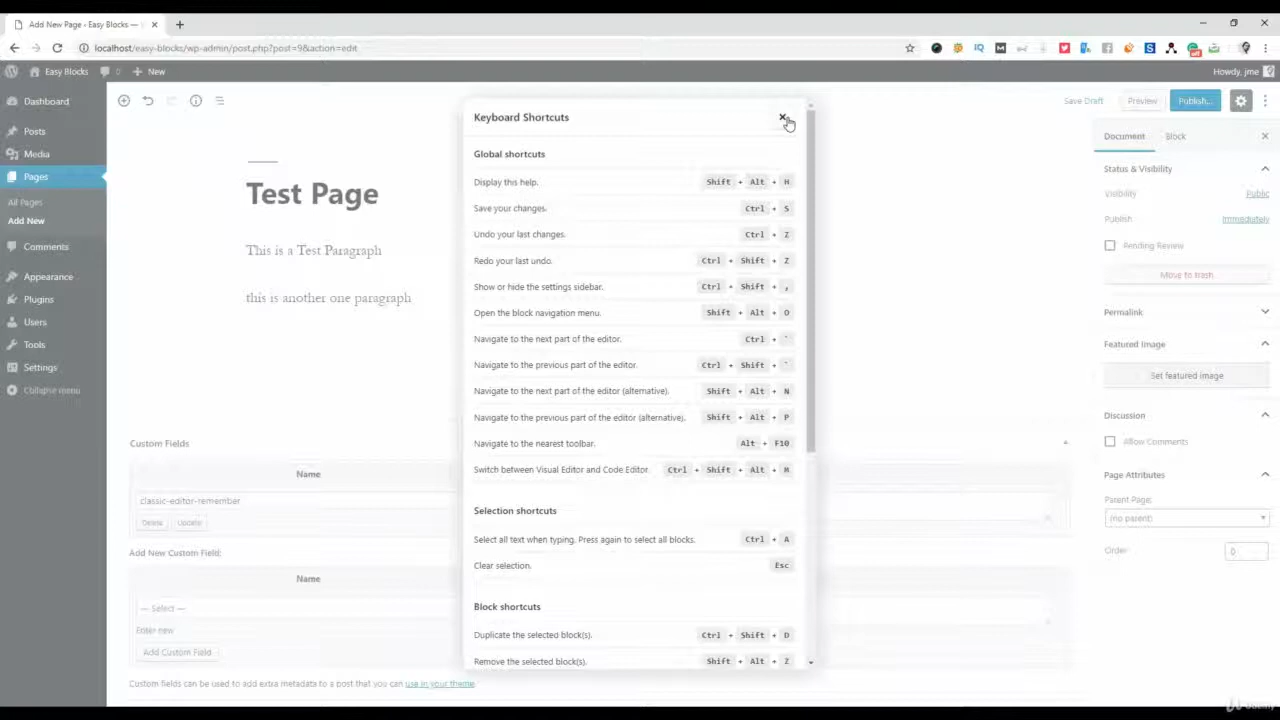 Add New Page - Easy Blocks —
localhost/easy-blocks/wp-admin/post.php?post=9&action=edit
Easy Blocks
0
New
Howdy, jme
Dashboard
Posts
Media
Pages
All Pages
Add New
Comments
Appearance
Plugins
Users
Tools
Settings
Collapse menu
Save Draft
Preview
Publish...
Test Page
This is a Test Paragraph
this is another one paragraph
Custom Fields
Name
classic-editor-remember
Delete
Update
Add New Custom Field:
Name
— Select —
Enter new
Add Custom Field
Custom fields can be used to add extra metadata to a post that you can use in your theme.
Keyboard Shortcuts
Global shortcuts
Display this help. Shift + Alt + H
Save your changes. Ctrl + S
Undo your last changes. Ctrl + Z
Redo your last undo. Ctrl + Shift + Z
Show or hide the settings sidebar. Ctrl + Shift + ,
Open the block navigation menu. Shift + Alt + O
Navigate to the next part of the editor. Ctrl + `
Navigate to the previous part of the editor. Ctrl + Shift + `
Navigate to the next part of the editor (alternative). Shift + Alt + N
Navigate to the previous part of the editor (alternative). Shift + Alt + P
Navigate to the nearest toolbar. Alt + F10
Switch between Visual Editor and Code Editor. Ctrl + Shift + Alt + M
Selection shortcuts
Select all text when typing. Press again to select all blocks. Ctrl + A
Clear selection. Esc
Block shortcuts
Duplicate the selected block(s). Ctrl + Shift + D
Remove the selected block(s). Shift + Alt + Z
Document
Block
Status & Visibility
Visibility Public
Publish Immediately
Pending Review
Move to trash
Permalink
Featured Image
Set featured image
Discussion
Allow Comments
Page Attributes
Parent Page:
(no parent)
Order 0
Udemy